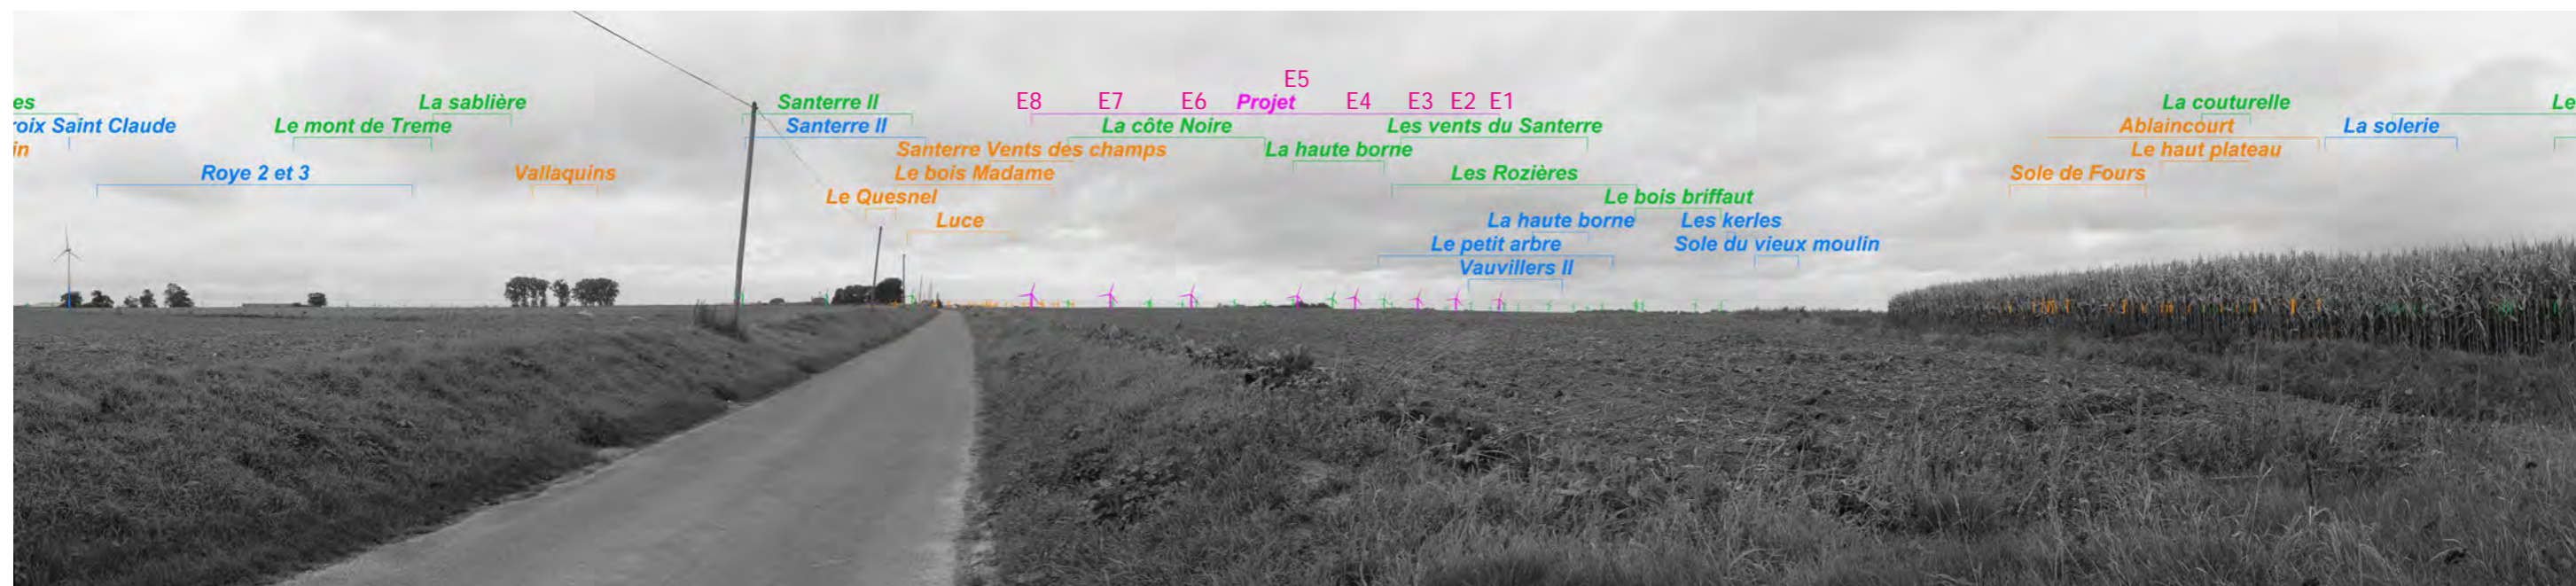 E5
es
La sablière
Santerre II
E8 E7 E6 Projet E4 E3 E2 E1
La couturelle
Le
roix Saint Claude
Le mont de Treme
Santerre II
La côte Noire
Les vents du Santerre
Ablaincourt
La solerie
in
Santerre Vents des champs
La haute borne
Le haut plateau
Roye 2 et 3
Vallaquins
Le bois Madame
Les Rozières
Sole de Fours
Le Quesnel
Le bois briffaut
Luce
La haute borne
Les kerles
Le petit arbre
Sole du vieux moulin
Vauvillers II